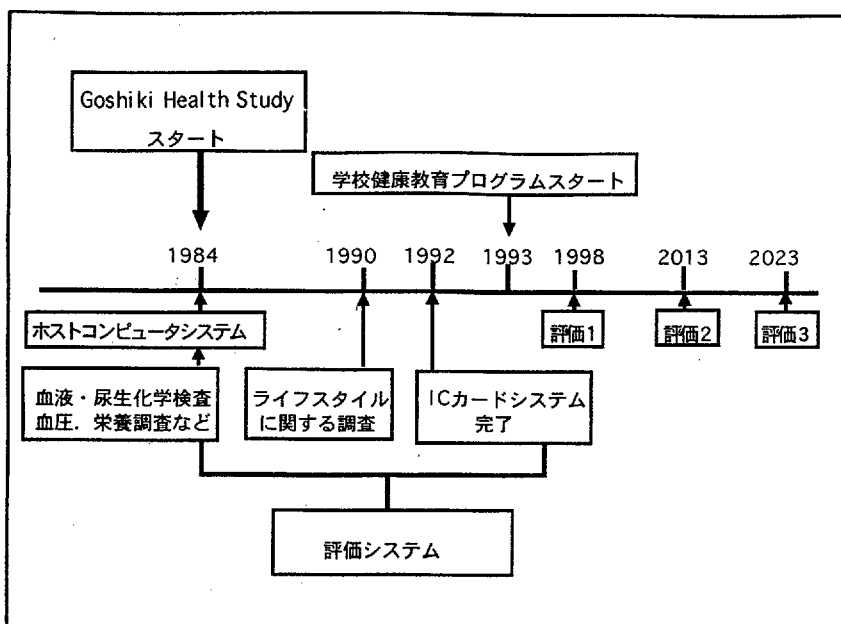 Goshiki Health Study
スタート
学校健康教育プログラムスタート
1984
1990
1992
1993
1998
2013
2023
ホストコンピュータシステム
評価1
評価2
評価3
血液・尿生化学検査
血圧．栄養調査など
ライフスタイル
に関する調査
ICカードシステム
完了
評価システム